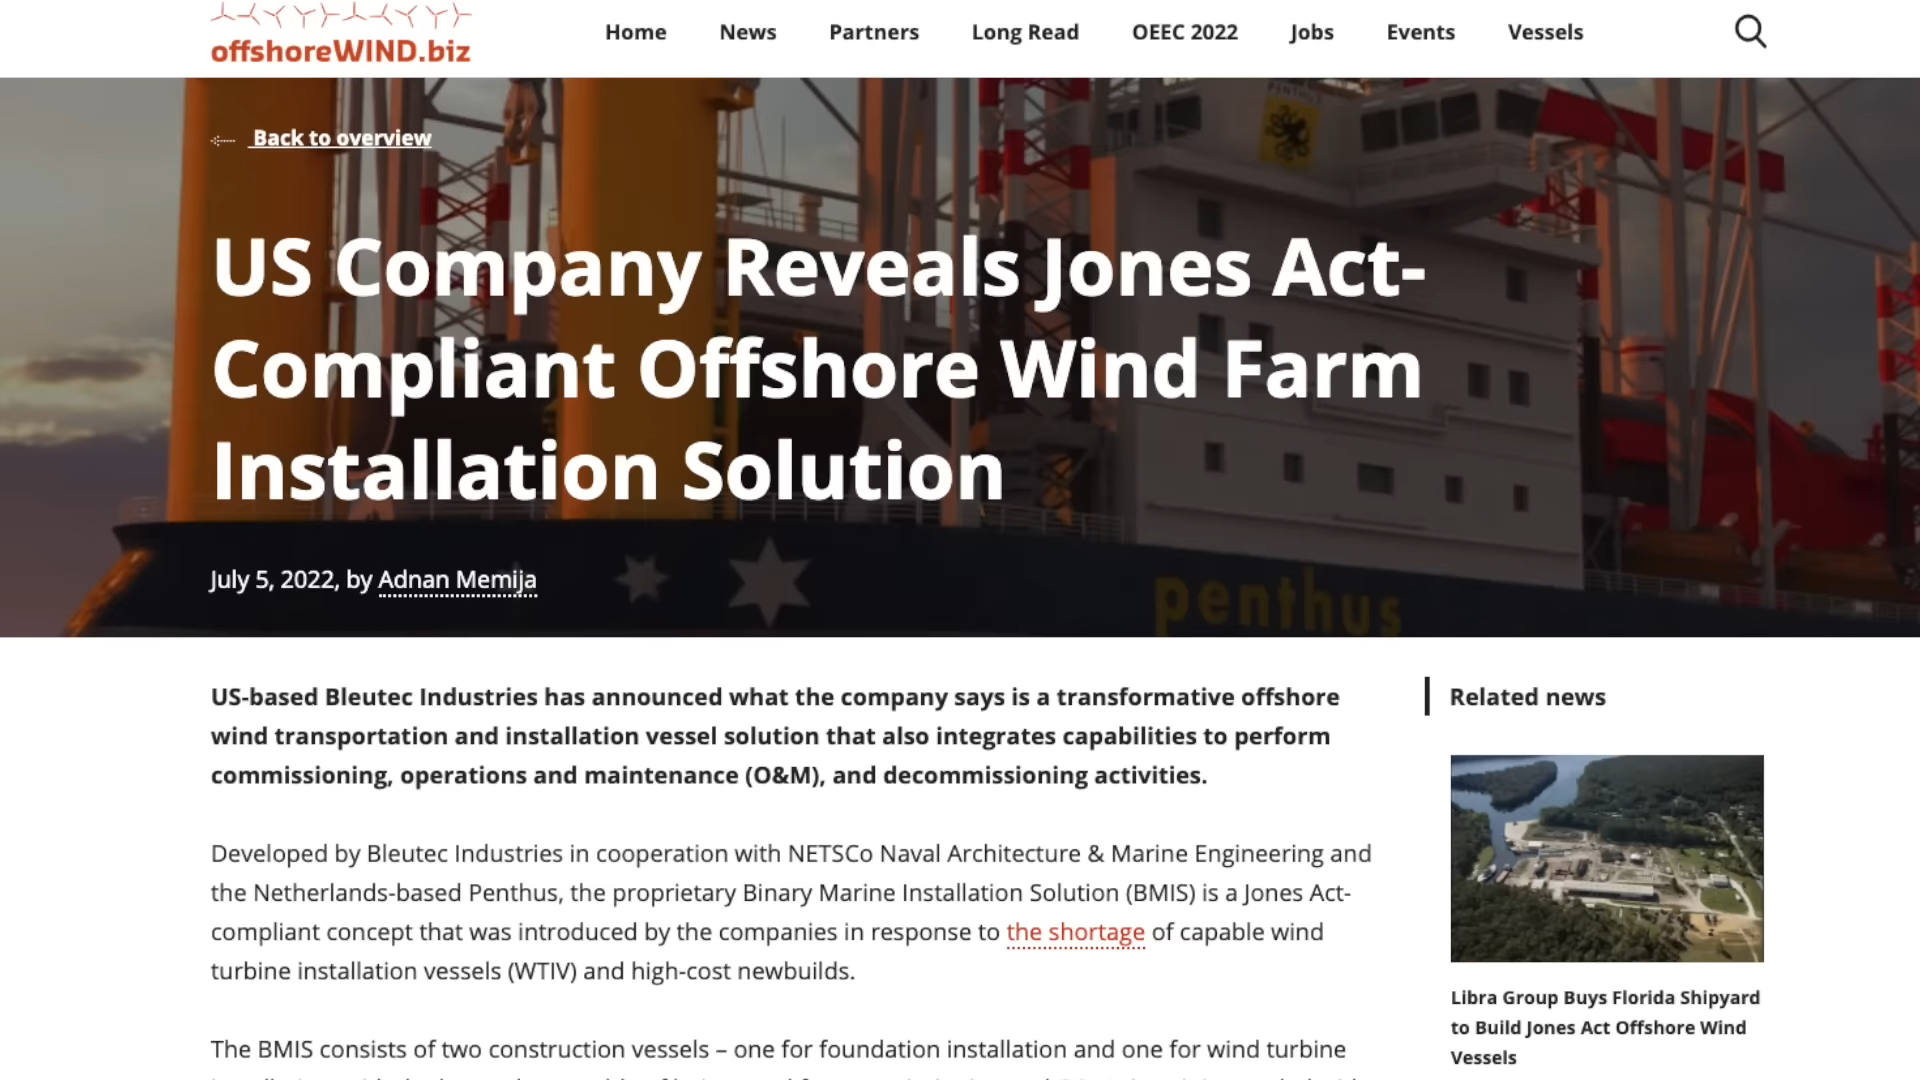 offshoreWIND.biz
Home News Partners Long Read OEEC 2022 Jobs Events Vessels
Back to overview
PENTHUS
US Company Reveals Jones Act-
Compliant Offshore Wind Farm
Installation Solution
July 5, 2022, by Adnan Memija
penthus
US-based Bleutec Industries has announced what the company says is a transformative offshore
wind transportation and installation vessel solution that also integrates capabilities to perform
commissioning, operations and maintenance (O&M), and decommissioning activities.
Developed by Bleutec Industries in cooperation with NETSCo Naval Architecture & Marine Engineering and
the Netherlands-based Penthus, the proprietary Binary Marine Installation Solution (BMIS) is a Jones Act-
compliant concept that was introduced by the companies in response to the shortage of capable wind
turbine installation vessels (WTIV) and high-cost newbuilds.
The BMIS consists of two construction vessels – one for foundation installation and one for wind turbine
Related news
Libra Group Buys Florida Shipyard
to Build Jones Act Offshore Wind
Vessels